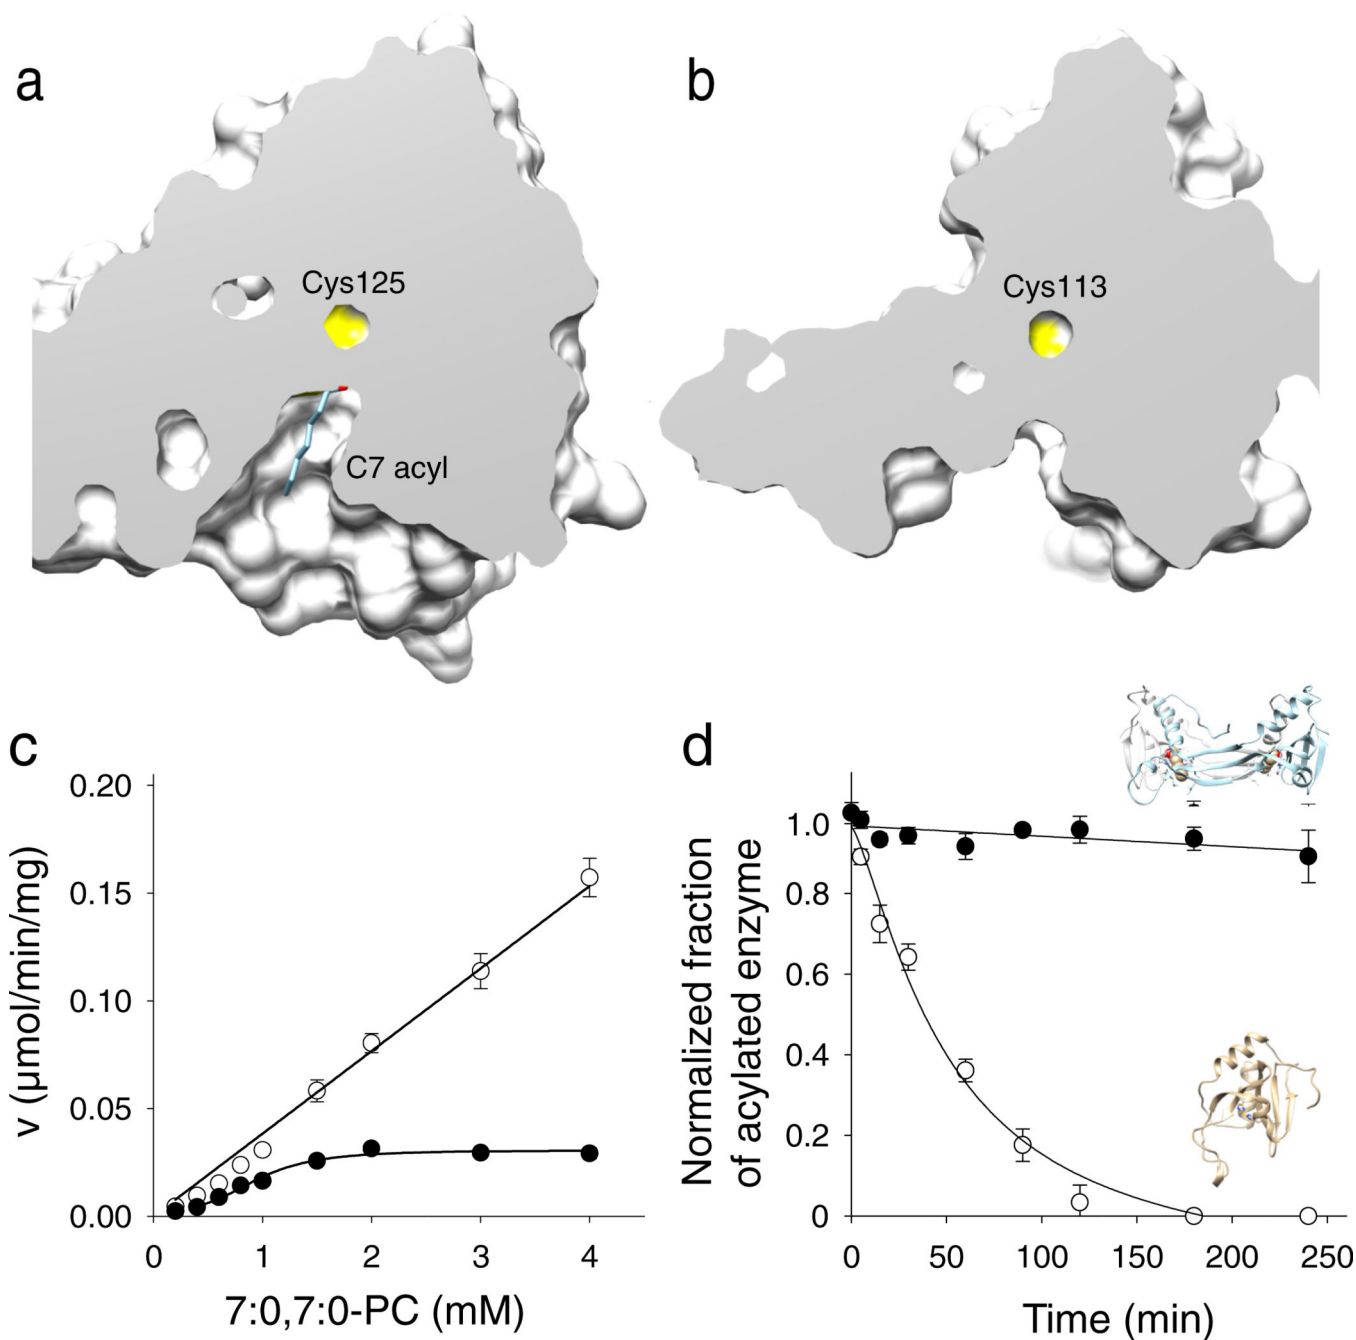 a
b
Cys125
Cys113
C7 acyl
c
d
0.20
0.15
0.10
0.05
0.00
v (µmol/min/mg)
0 1 2 3 4
7:0,7:0-PC (mM)
1.0
0.8
0.6
0.4
0.2
0
Normalized fraction
of acylated enzyme
0 50 100 150 200 250
Time (min)